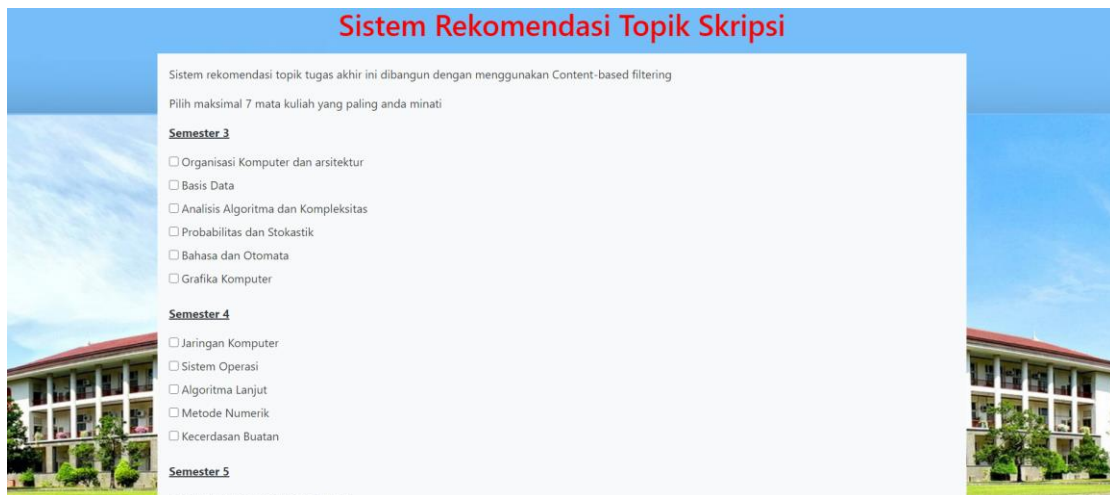 Sistem Rekomendasi Topik Skripsi
Sistem rekomendasi topik tugas akhir ini dibangun dengan menggunakan Content-based filtering
Pilih maksimal 7 mata kuliah yang paling anda minati
Semester 3
Organisasi Komputer dan arsitektur
Basis Data
Analisis Algoritma dan Kompleksitas
Probabilitas dan Stokastik
Bahasa dan Otomata
Grafika Komputer
Semester 4
Jaringan Komputer
Sistem Operasi
Algoritma Lanjut
Metode Numerik
Kecerdasan Buatan
Semester 5